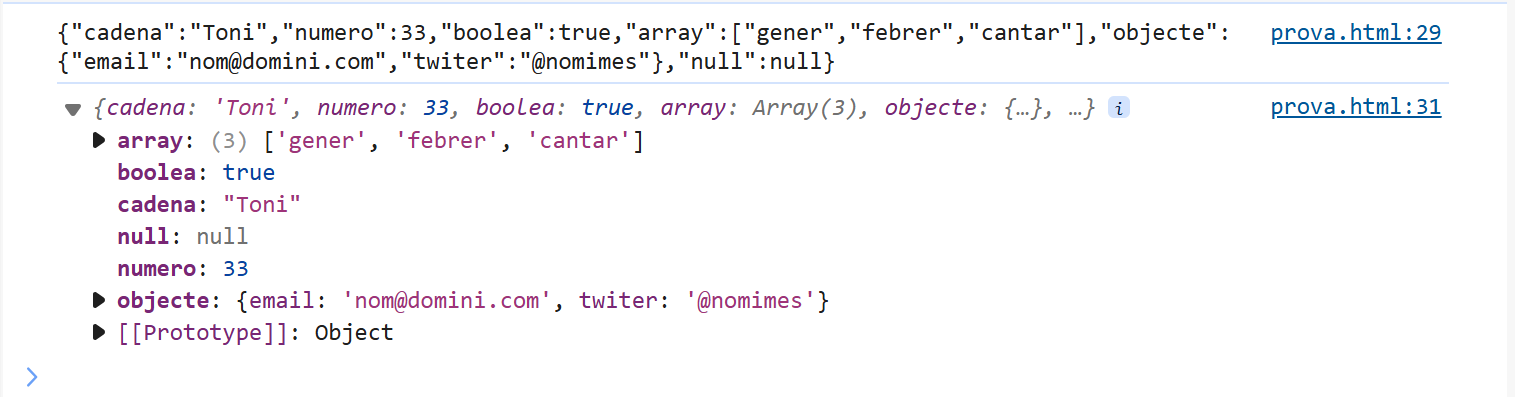 {"cadena":"Toni","numero":33,"boolea":true,"array":["gener","febrer","cantar"],"objecte": prova.html:29
{"email":"nom@domini.com","twiter":"@nomimes"},"null":null}
{cadena: 'Toni', numero: 33, boolea: true, array: Array(3), objecte: {…}, …} i prova.html:31
array: (3) ['gener', 'febrer', 'cantar']
boolea: true
cadena: "Toni"
null: null
numero: 33
objecte: {email: 'nom@domini.com', twiter: '@nomimes'}
[[Prototype]]: Object